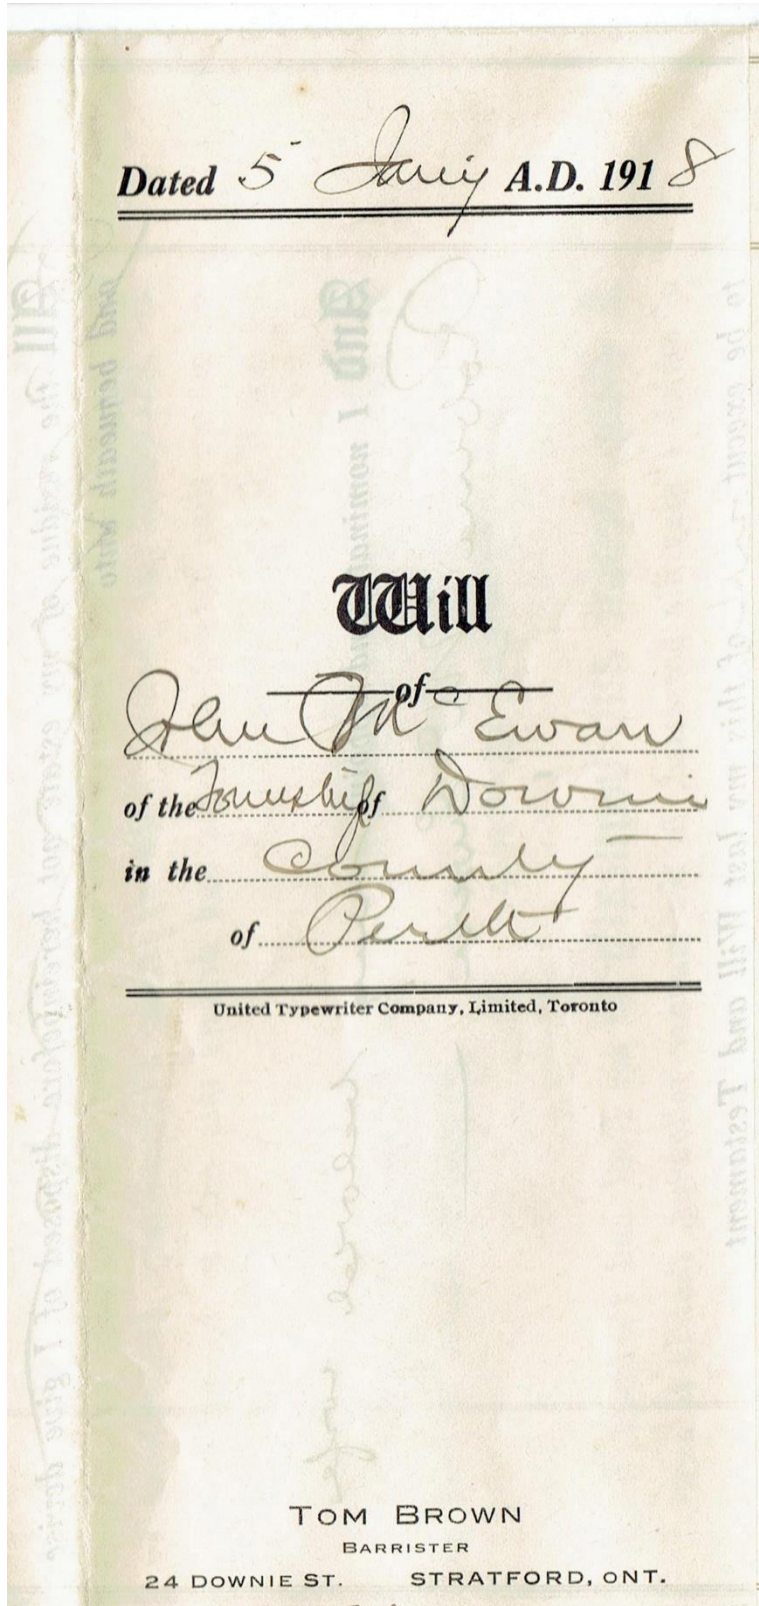 Dated 5 Jany A.D. 1918
Will
of
John McEwan
of the Township of Downie
in the County
of Perth
United Typewriter Company, Limited, Toronto
TOM BROWN
BARRISTER
24 DOWNIE ST. STRATFORD, ONT.